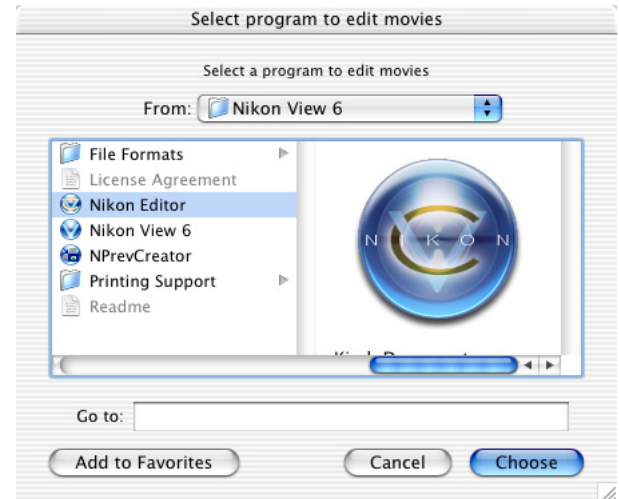 Select program to edit movies
Select a program to edit movies
From: Nikon View 6
File Formats
License Agreement
Nikon Editor
Nikon View 6
NPrevCreator
Printing Support
Readme
NIKON
Go to:
Add to Favorites
Cancel
Choose